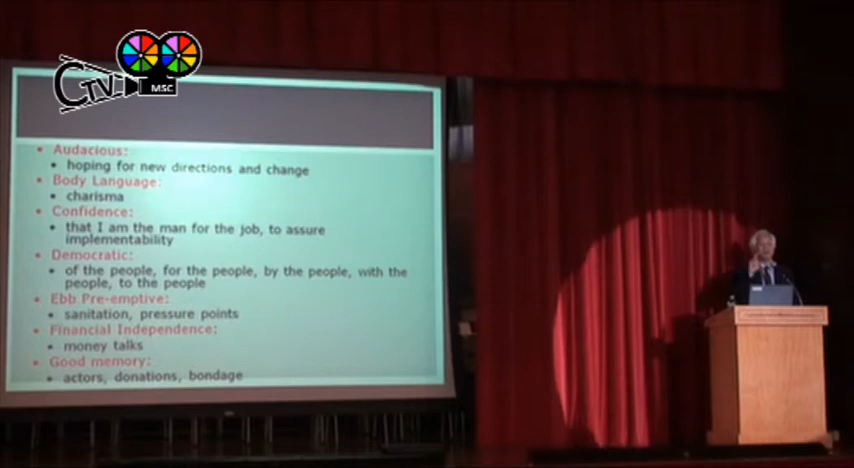 CTV
MSC
Audacious:
hoping for new directions and change
Body Language:
charisma
Confidence:
that I am the man for the job, to assure
implementability
Democratic:
of the people, for the people, by the people, with the
people, to the people
Ebb Pre-emptive:
sanitation, pressure points
Financial Independence:
money talks
Good memory:
actors, donations, bondage